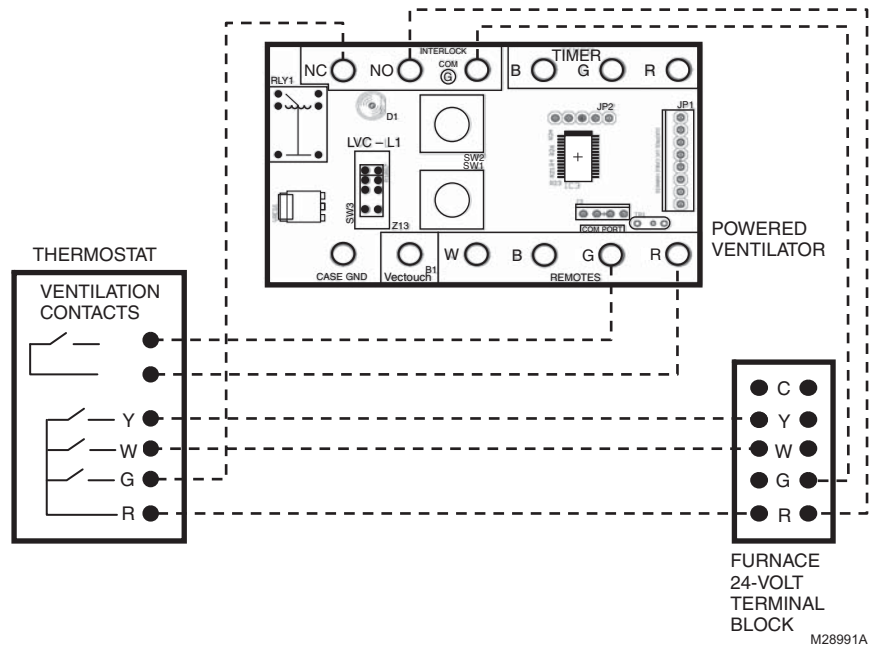 INTERLOCK
TIMER
NC
NO
COM
G
B
G
R
RLY1
D1
JP2
JP1
LVC – L1
SW2
SW1
SW3
Z13
IC3
COM PORT
POWERED
VENTILATOR
W
B
G
R
CASE GND
Vectouch
B1
REMOTES
THERMOSTAT
VENTILATION
CONTACTS
Y
W
G
R
C
Y
W
G
R
FURNACE
24-VOLT
TERMINAL
BLOCK
M28991A